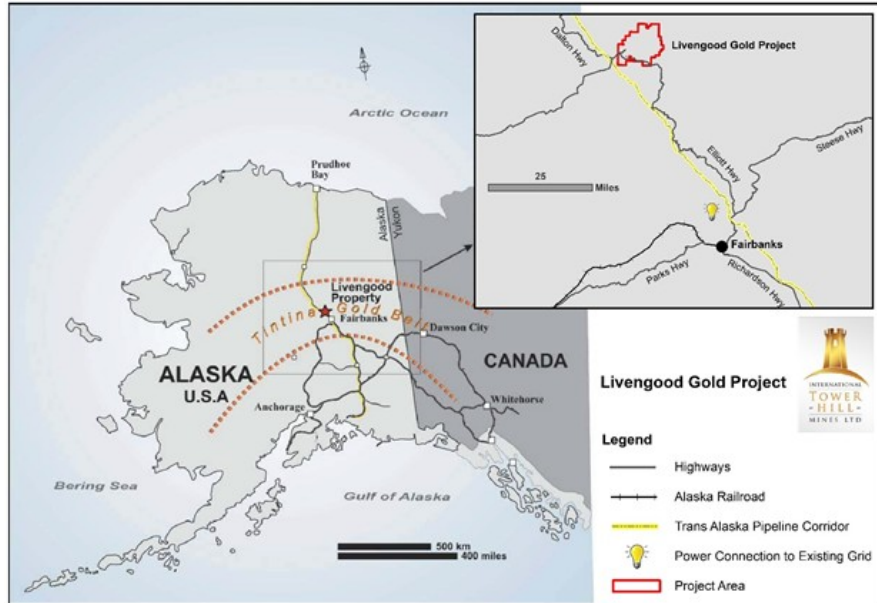 Arctic Ocean
Prudhoe
Bay
Alaska
Yukon
Livengood
Property
Fairbanks
Tintina Gold Belt
Dawson City
ALASKA
U.S.A
CANADA
Anchorage
Whitehorse
Bering Sea
Gulf of Alaska
500 km
400 miles
Dalton Hwy
Livengood Gold Project
Elliott Hwy
Steese Hwy
25
Miles
Fairbanks
Parks Hwy
Richardson Hwy
Livengood Gold Project
INTERNATIONAL
TOWER
HILL
MINES LTD
Legend
Highways
Alaska Railroad
Trans Alaska Pipeline Corridor
Power Connection to Existing Grid
Project Area